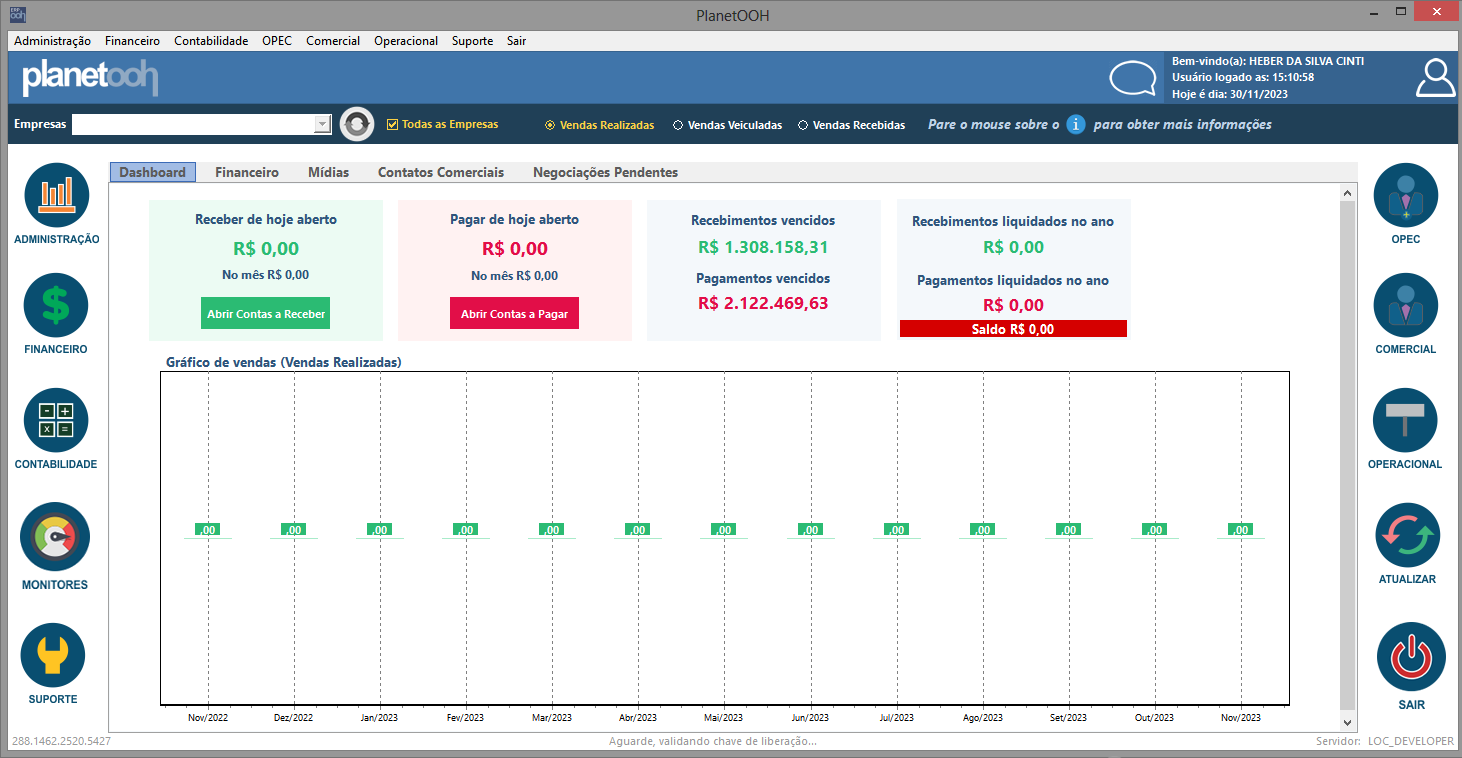 ERP
ooh
PlanetOOH
Administração Financeiro Contabilidade OPEC Comercial Operacional Suporte Sair
planetooh
Bem-vindo(a): HEBER DA SILVA CINTI
Usuário logado as: 15:10:58
Hoje é dia: 30/11/2023
Empresas Todas as Empresas Vendas Realizadas Vendas Veiculadas Vendas Recebidas Pare o mouse sobre o i para obter mais informações
Dashboard Financeiro Mídias Contatos Comerciais Negociações Pendentes
ADMINISTRAÇÃO
FINANCEIRO
CONTABILIDADE
MONITORES
SUPORTE
Receber de hoje aberto
R$ 0,00
No mês R$ 0,00
Abrir Contas a Receber
Pagar de hoje aberto
R$ 0,00
No mês R$ 0,00
Abrir Contas a Pagar
Recebimentos vencidos
R$ 1.308.158,31
Pagamentos vencidos
R$ 2.122.469,63
Recebimentos liquidados no ano
R$ 0,00
Pagamentos liquidados no ano
R$ 0,00
Saldo R$ 0,00
Gráfico de vendas (Vendas Realizadas)
,00 ,00 ,00 ,00 ,00 ,00 ,00 ,00 ,00 ,00 ,00 ,00 ,00
Nov/2022 Dez/2022 Jan/2023 Fev/2023 Mar/2023 Abr/2023 Mai/2023 Jun/2023 Jul/2023 Ago/2023 Set/2023 Out/2023 Nov/2023
OPEC
COMERCIAL
OPERACIONAL
ATUALIZAR
SAIR
288.1462.2520.5427 Aguarde, validando chave de liberação... Servidor: LOC_DEVELOPER